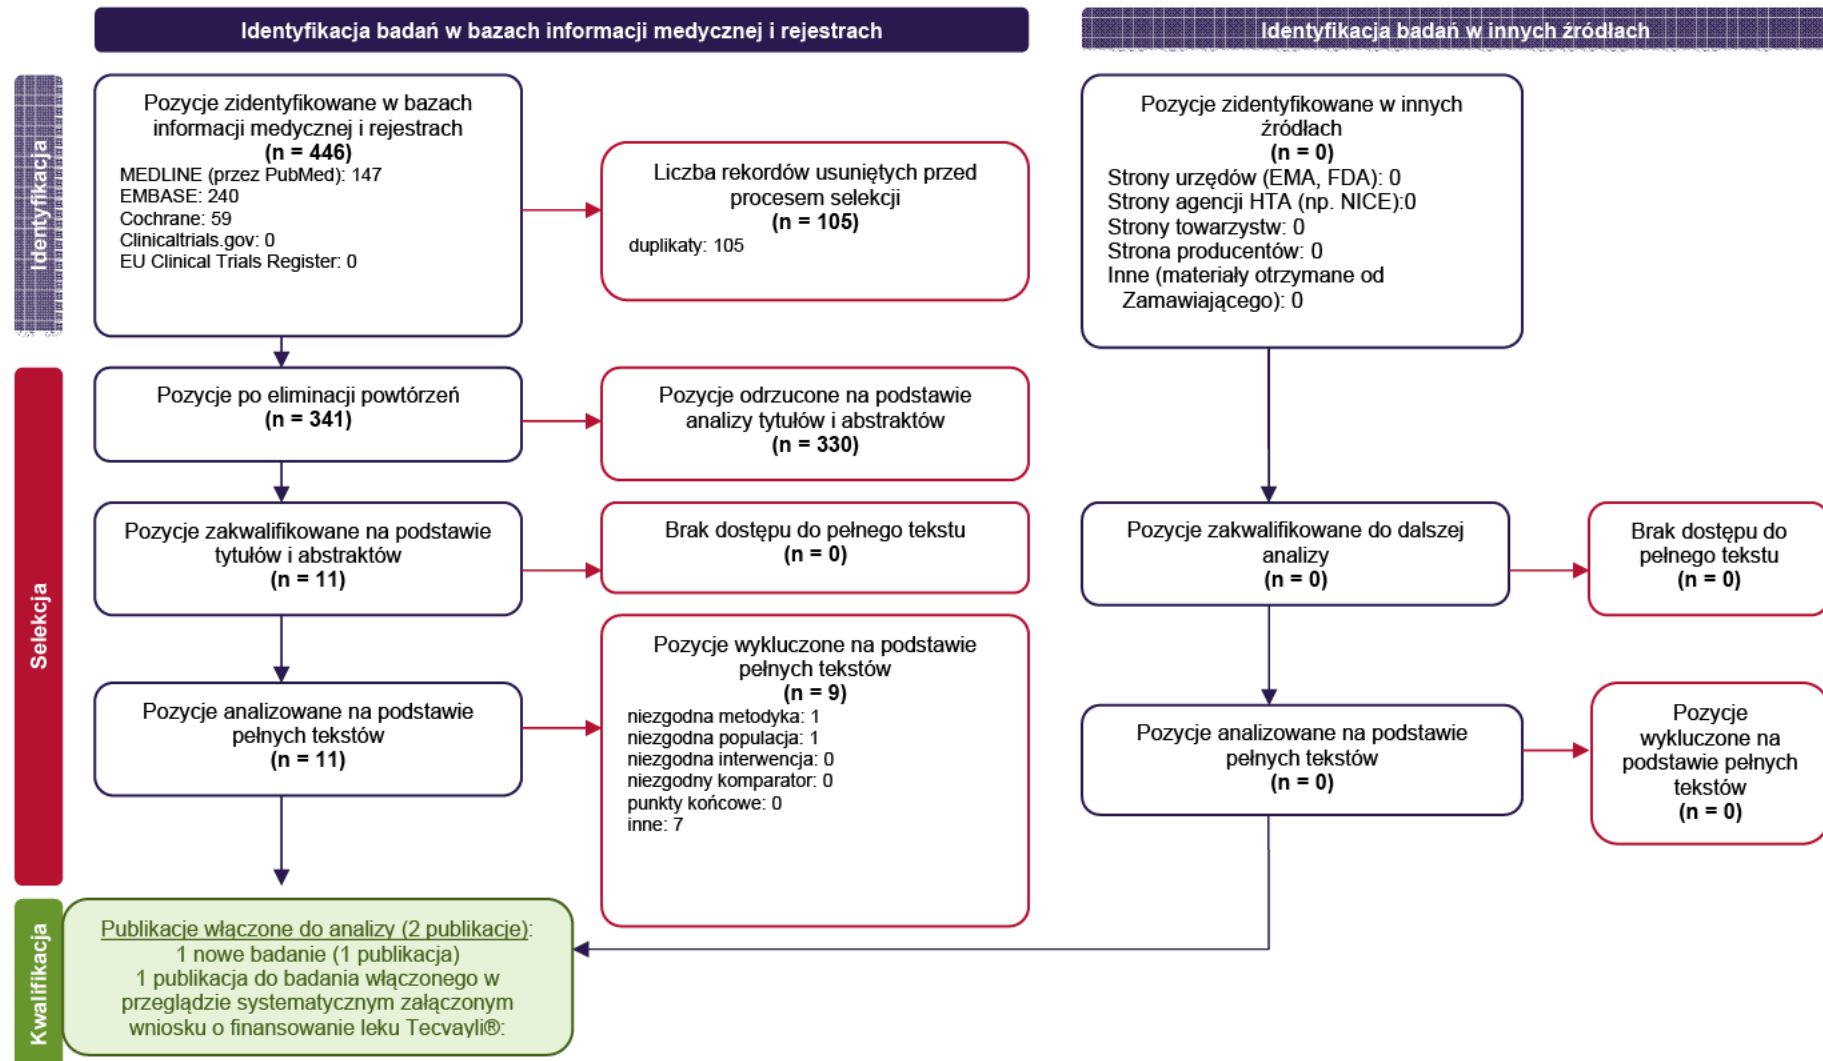 Identyfikacja badań w bazach informacji medycznej i rejestrach
Identyfikacja badań w innych źródłach
Identyfikacja
Pozycje zidentyfikowane w bazach
informacji medycznej i rejestrach
(n = 446)
MEDLINE (przez PubMed): 147
EMBASE: 240
Cochrane: 59
Clinicaltrials.gov: 0
EU Clinical Trials Register: 0
Liczba rekordów usuniętych przed
procesem selekcji
(n = 105)
duplikaty: 105
Pozycje zidentyfikowane w innych
źródłach
(n = 0)
Strony urzędów (EMA, FDA): 0
Strony agencji HTA (np. NICE):0
Strony towarzystw: 0
Strona producentów: 0
Inne (materiały otrzymane od
Zamawiającego): 0
Selekcja
Pozycje po eliminacji powtórzeń
(n = 341)
Pozycje odrzucone na podstawie
analizy tytułów i abstraktów
(n = 330)
Pozycje zakwalifikowane na podstawie
tytułów i abstraktów
(n = 11)
Brak dostępu do pełnego tekstu
(n = 0)
Pozycje zakwalifikowane do dalszej
analizy
(n = 0)
Brak dostępu do
pełnego tekstu
(n = 0)
Pozycje analizowane na podstawie
pełnych tekstów
(n = 11)
Pozycje wykluczone na podstawie
pełnych tekstów
(n = 9)
niezgodna metodyka: 1
niezgodna populacja: 1
niezgodna interwencja: 0
niezgodny komparator: 0
punkty końcowe: 0
inne: 7
Pozycje analizowane na podstawie
pełnych tekstów
(n = 0)
Pozycje
wykluczone na
podstawie pełnych
tekstów
(n = 0)
Kwalifikacja
Publikacje włączone do analizy (2 publikacje):
1 nowe badanie (1 publikacja)
1 publikacja do badania włączonego w
przeglądzie systematycznym załączonym
wniosku o finansowanie leku Tecvayli®: